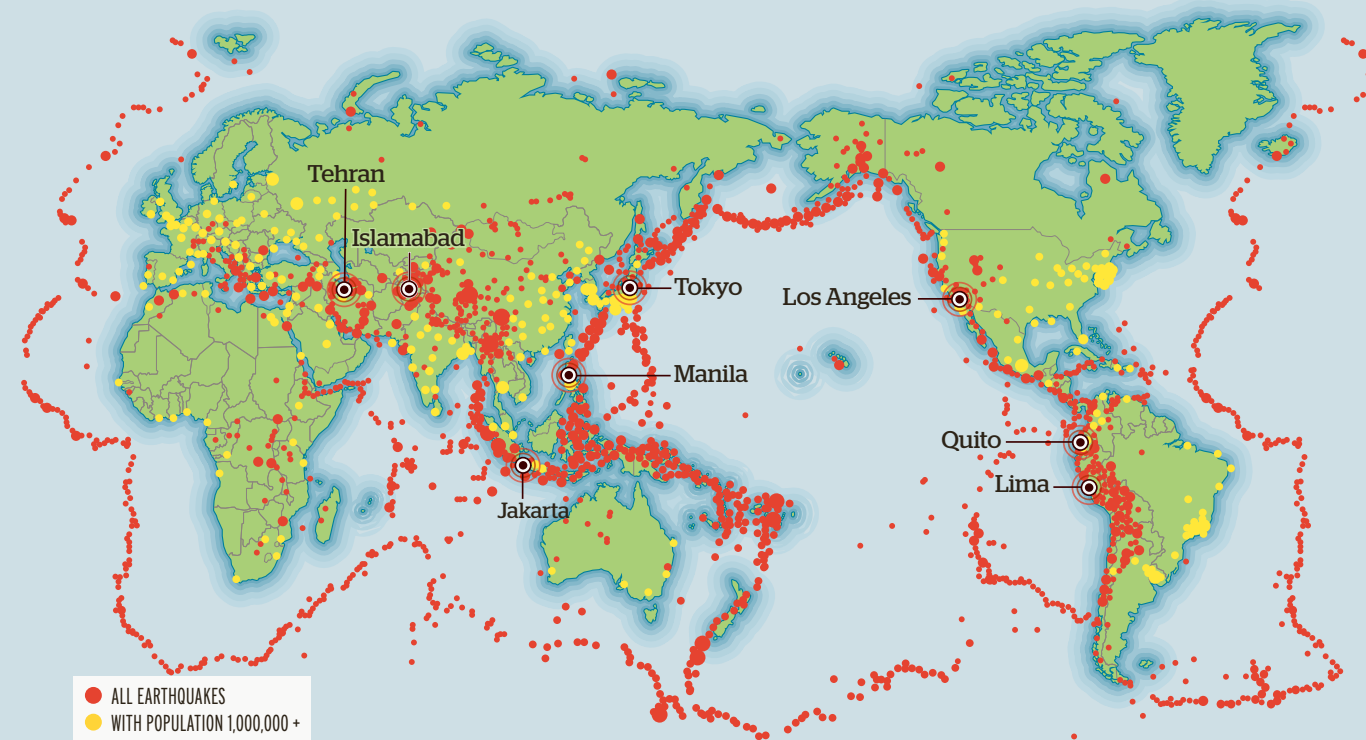 Tehran
Islamabad
Tokyo
Los Angeles
Manila
Quito
Lima
Jakarta
ALL EARTHQUAKES
WITH POPULATION 1,000,000 +